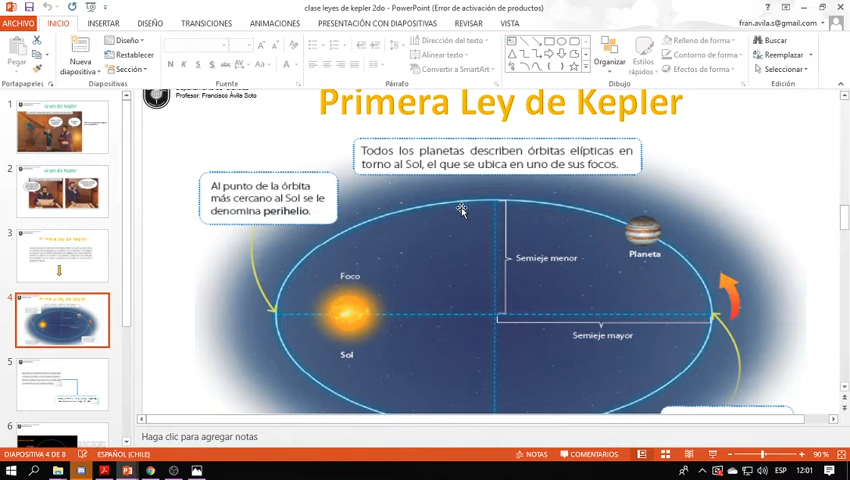 clase leyes de kepler 2do - PowerPoint (Error de activación de productos)
ARCHIVO INICIO INSERTAR DISEÑO TRANSICIONES ANIMACIONES PRESENTACIÓN CON DIAPOSITIVAS REVISAR VISTA
fran.avila.s@gmail.com
Pegar
Nueva diapositiva
Diseño
Restablecer
Sección
N K S
Dirección del texto
Alinear texto
Convertir a SmartArt
Organizar
Estilos rápidos
Relleno de forma
Contorno de forma
Efectos de forma
Buscar
Reemplazar
Seleccionar
Portapapeles Diapositivas Fuente Párrafo Dibujo Edición
1
2
3
4
5
6
Profesor: Francisco Ávila Soto
Primera Ley de Kepler
Todos los planetas describen órbitas elípticas en
torno al Sol, el que se ubica en uno de sus focos.
Al punto de la órbita
más cercano al Sol se le
denomina perihelio.
Semieje menor
Planeta
Foco
Semieje mayor
Sol
Haga clic para agregar notas
DIAPOSITIVA 4 DE 8 ESPAÑOL (CHILE) NOTAS COMENTARIOS 90 %
ESP 12:01